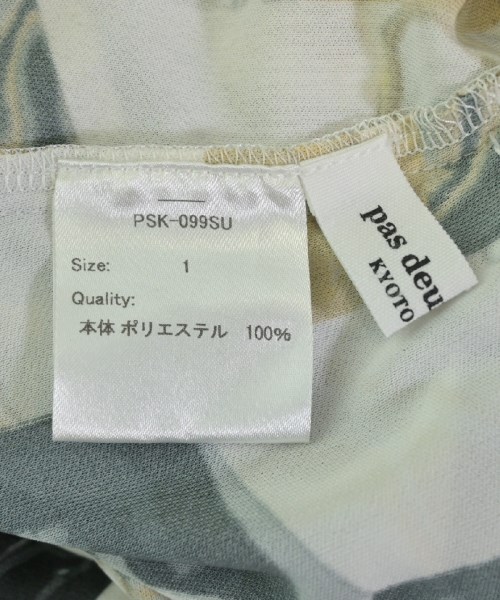 PSK-099SU
Size: 1
Quality:
本体 ポリエステル 100%
pas deu
KYOTO